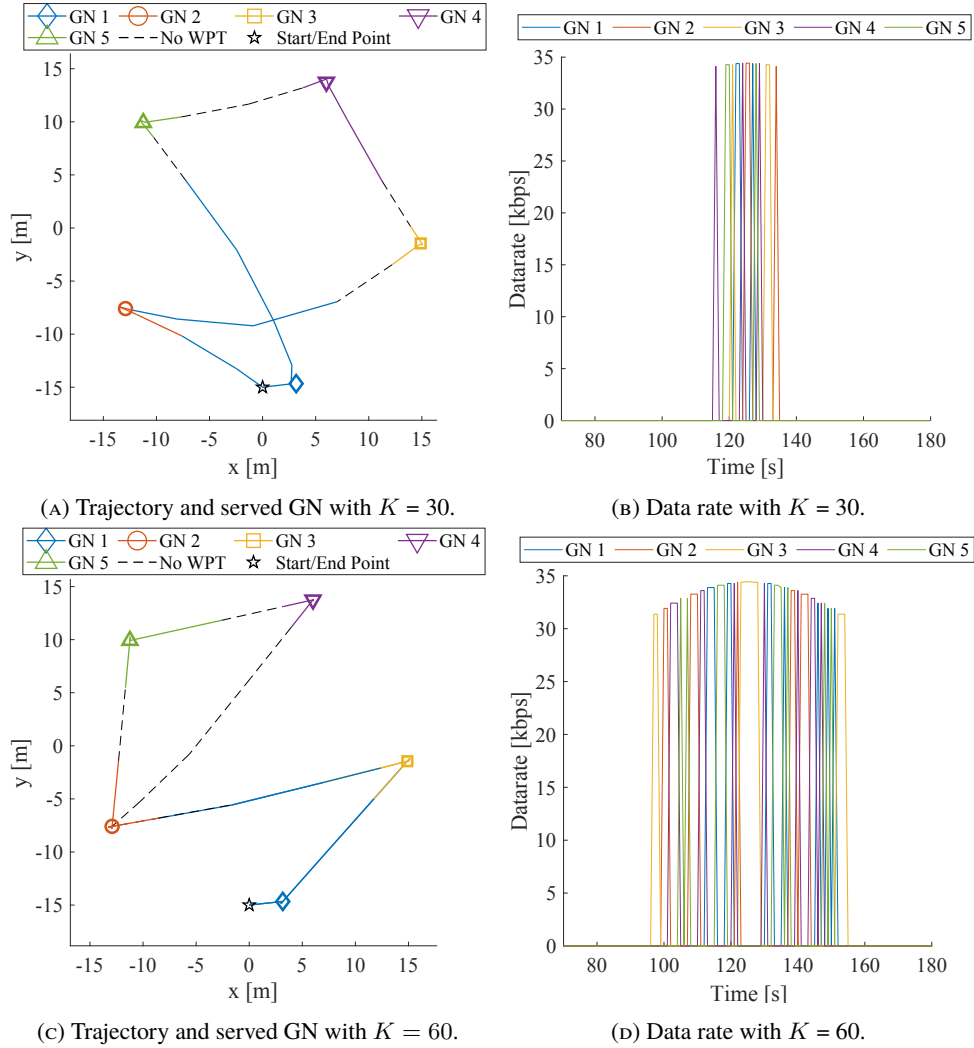 GN 1 GN 2 GN 3 GN 4
GN 5 No WPT Start/End Point
15
10
5
0
-5
-10
-15
y [m]
-15 -10 -5 0 5 10 15
x [m]
(A) Trajectory and served GN with K = 30.
GN 1 GN 2 GN 3 GN 4 GN 5
35
30
25
20
15
10
5
0
Datarate [kbps]
80 100 120 140 160 180
Time [s]
(B) Data rate with K = 30.
GN 1 GN 2 GN 3 GN 4
GN 5 No WPT Start/End Point
15
10
5
0
-5
-10
-15
y [m]
-15 -10 -5 0 5 10 15
x [m]
(C) Trajectory and served GN with K = 60.
GN 1 GN 2 GN 3 GN 4 GN 5
35
30
25
20
15
10
5
0
Datarate [kbps]
80 100 120 140 160 180
Time [s]
(D) Data rate with K = 60.